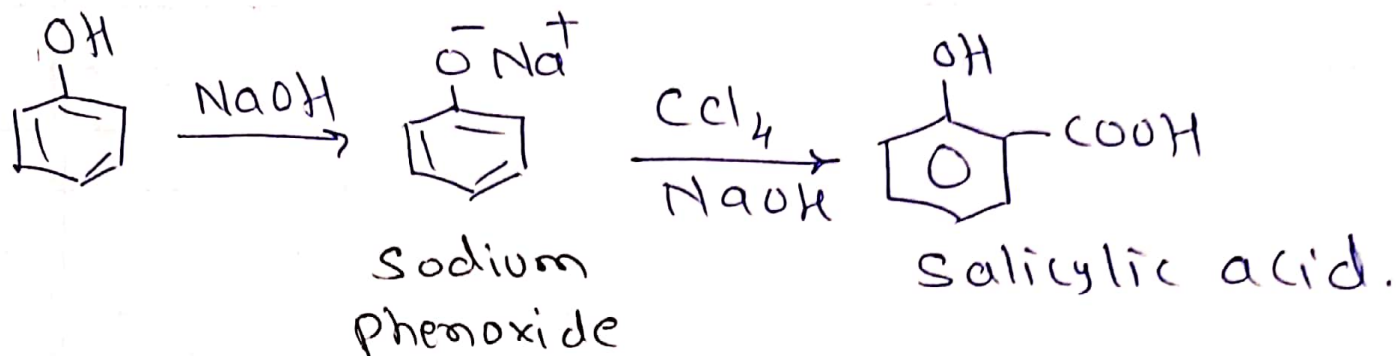 OH
NaOH
O⁻ Na⁺
CCl₄
NaOH
OH
COOH
Sodium
Phenoxide
Salicylic acid.